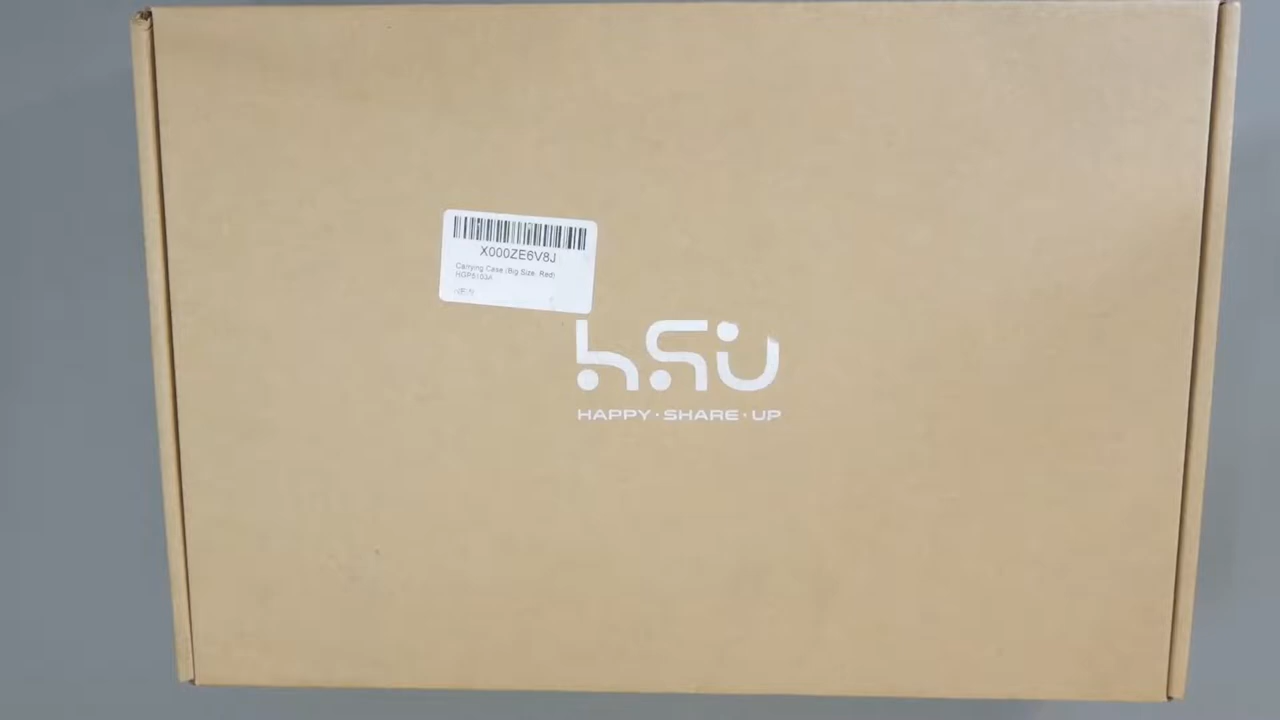 X000ZE6V8J
Carrying Case (Big Size, Red)
hsu
HAPPY · SHARE · UP